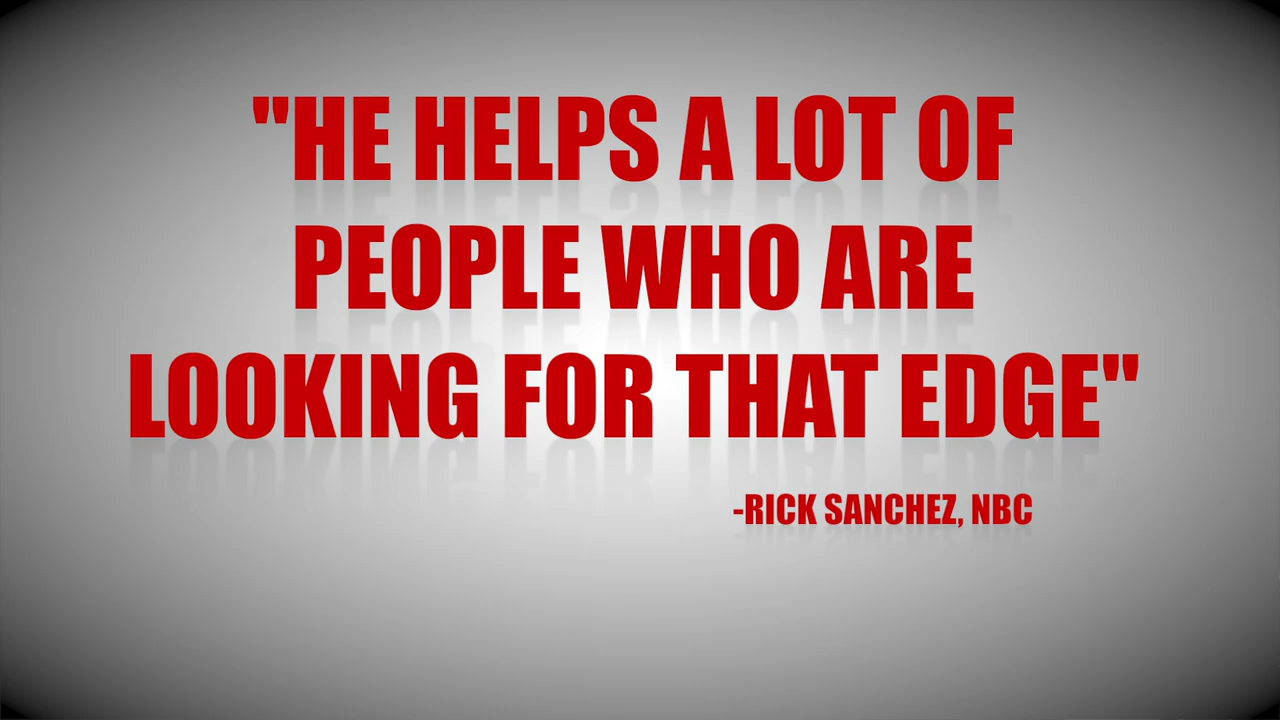 "HE HELPS A LOT OF
PEOPLE WHO ARE
LOOKING FOR THAT EDGE"
-RICK SANCHEZ, NBC